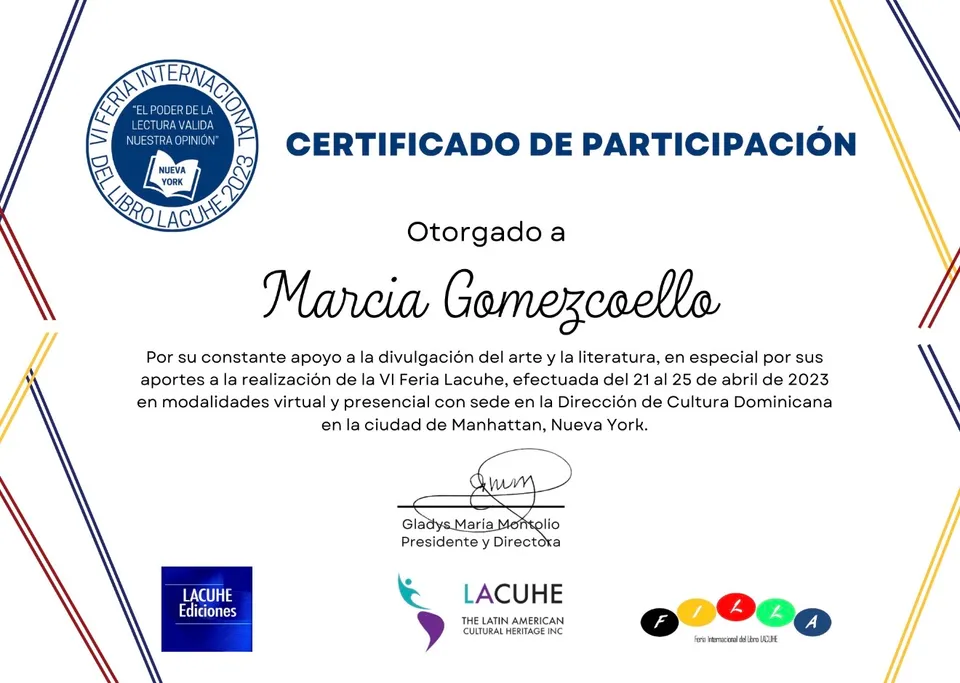 VI FERIA INTERNACIONAL
DEL LIBRO LACUHE 2023
"EL PODER DE LA
LECTURA VALIDA
NUESTRA OPINIÓN"
NUEVA
YORK
CERTIFICADO DE PARTICIPACIÓN
Otorgado a
Marcia Gomezcoello
Por su constante apoyo a la divulgación del arte y la literatura, en especial por sus
aportes a la realización de la VI Feria Lacuhe, efectuada del 21 al 25 de abril de 2023
en modalidades virtual y presencial con sede en la Dirección de Cultura Dominicana
en la ciudad de Manhattan, Nueva York.
Gladys María Montolio
Presidente y Directora
LACUHE
Ediciones
LACUHE
THE LATIN AMERICAN
CULTURAL HERITAGE INC
F I L L A
Feria Internacional del Libro LACUHE